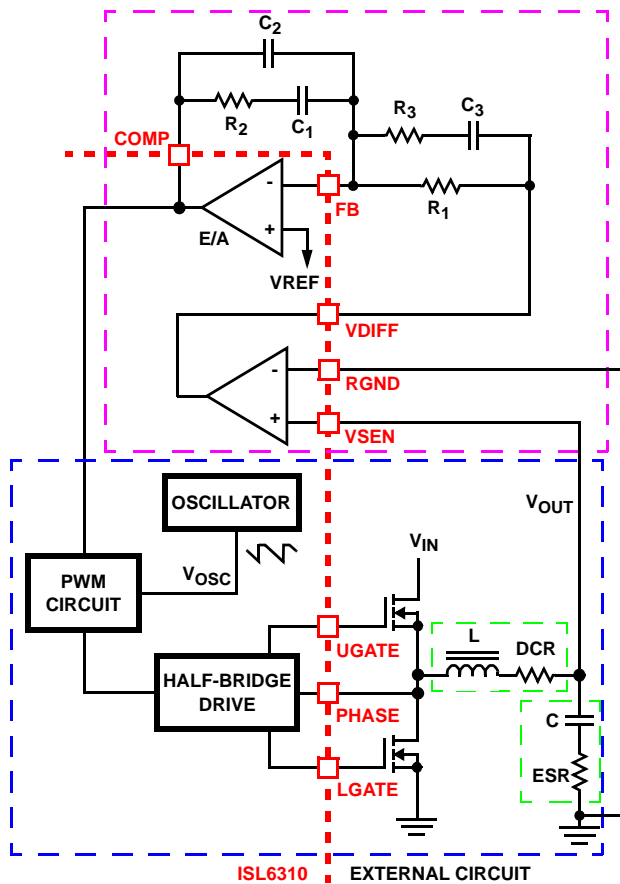 C2
R2
C1
R3
C3
COMP
-
+
E/A
FB
R1
VREF
VDIFF
-
RGND
+
VSEN
OSCILLATOR
VOUT
VIN
VOSC
PWM
CIRCUIT
L
DCR
UGATE
HALF-BRIDGE
DRIVE
PHASE
C
ESR
LGATE
ISL6310
EXTERNAL CIRCUIT